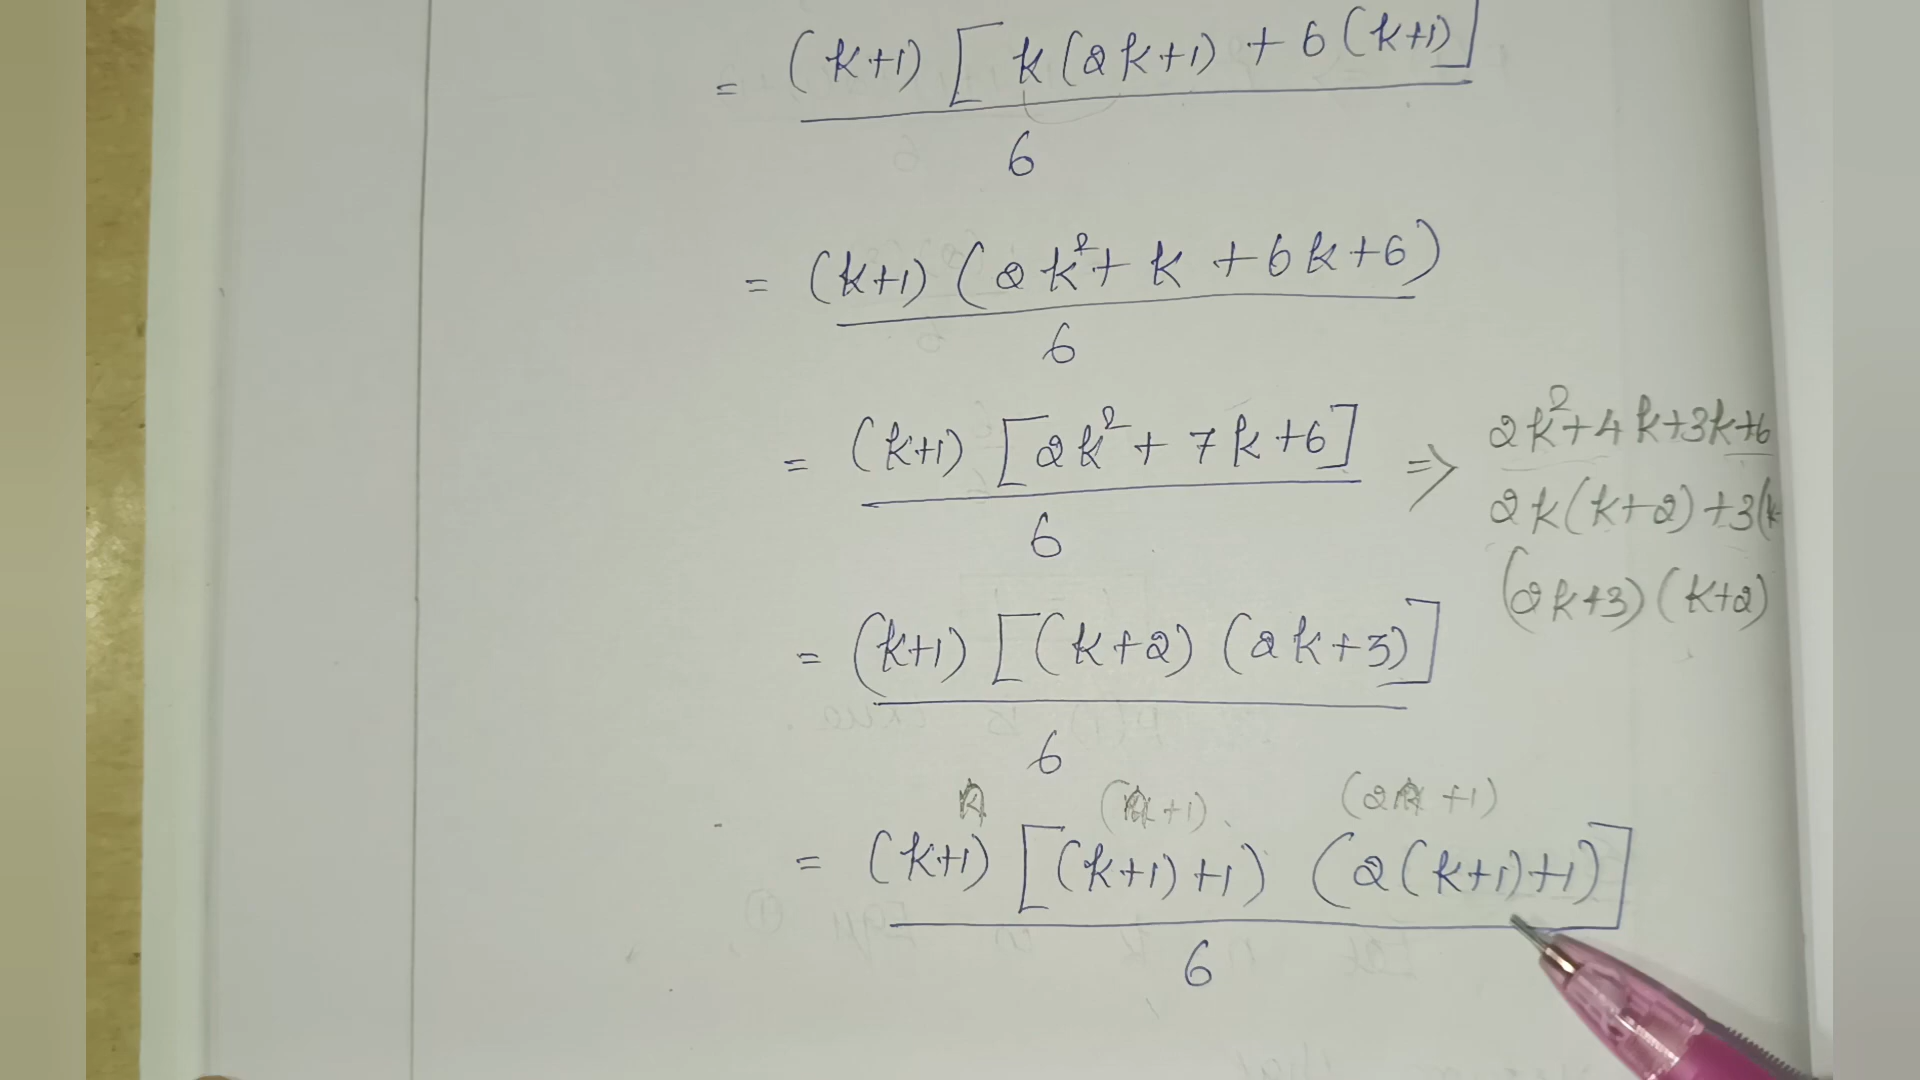 = (k+1) [k(2k+1) + 6(k+1)]
6
= (k+1) (2k²+ k + 6k+6)
6
= (k+1) [2k² + 7k+6] => 2k²+4k+3k+6
6
2k(k+2)+3(k
(2k+3)(k+2)
= (k+1) [(k+2) (2k+3)]
6
(+1) (2 +1)
= (k+1) [(k+1)+1) (2(k+1)+1)]
6